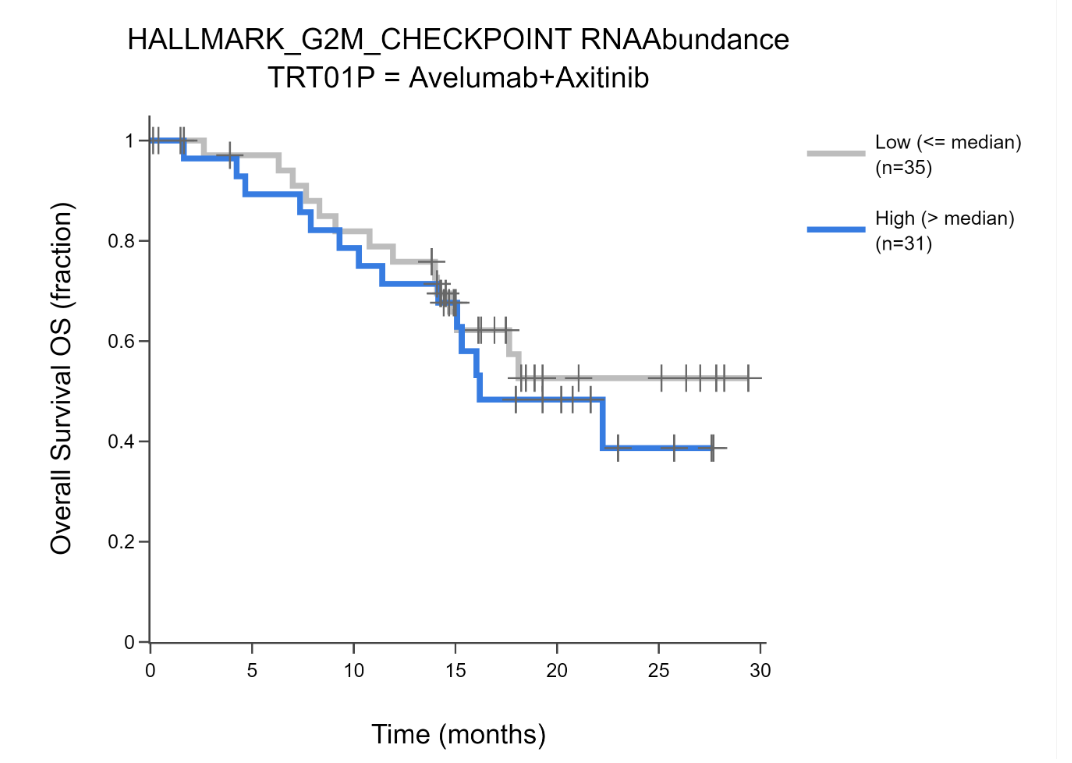 HALLMARK_G2M_CHECKPOINT RNAAbundance
TRT01P = Avelumab+Axitinib
Low (<= median)
(n=35)
High (> median)
(n=31)
Overall Survival OS (fraction)
1
0.8
0.6
0.4
0.2
0
0 5 10 15 20 25 30
Time (months)